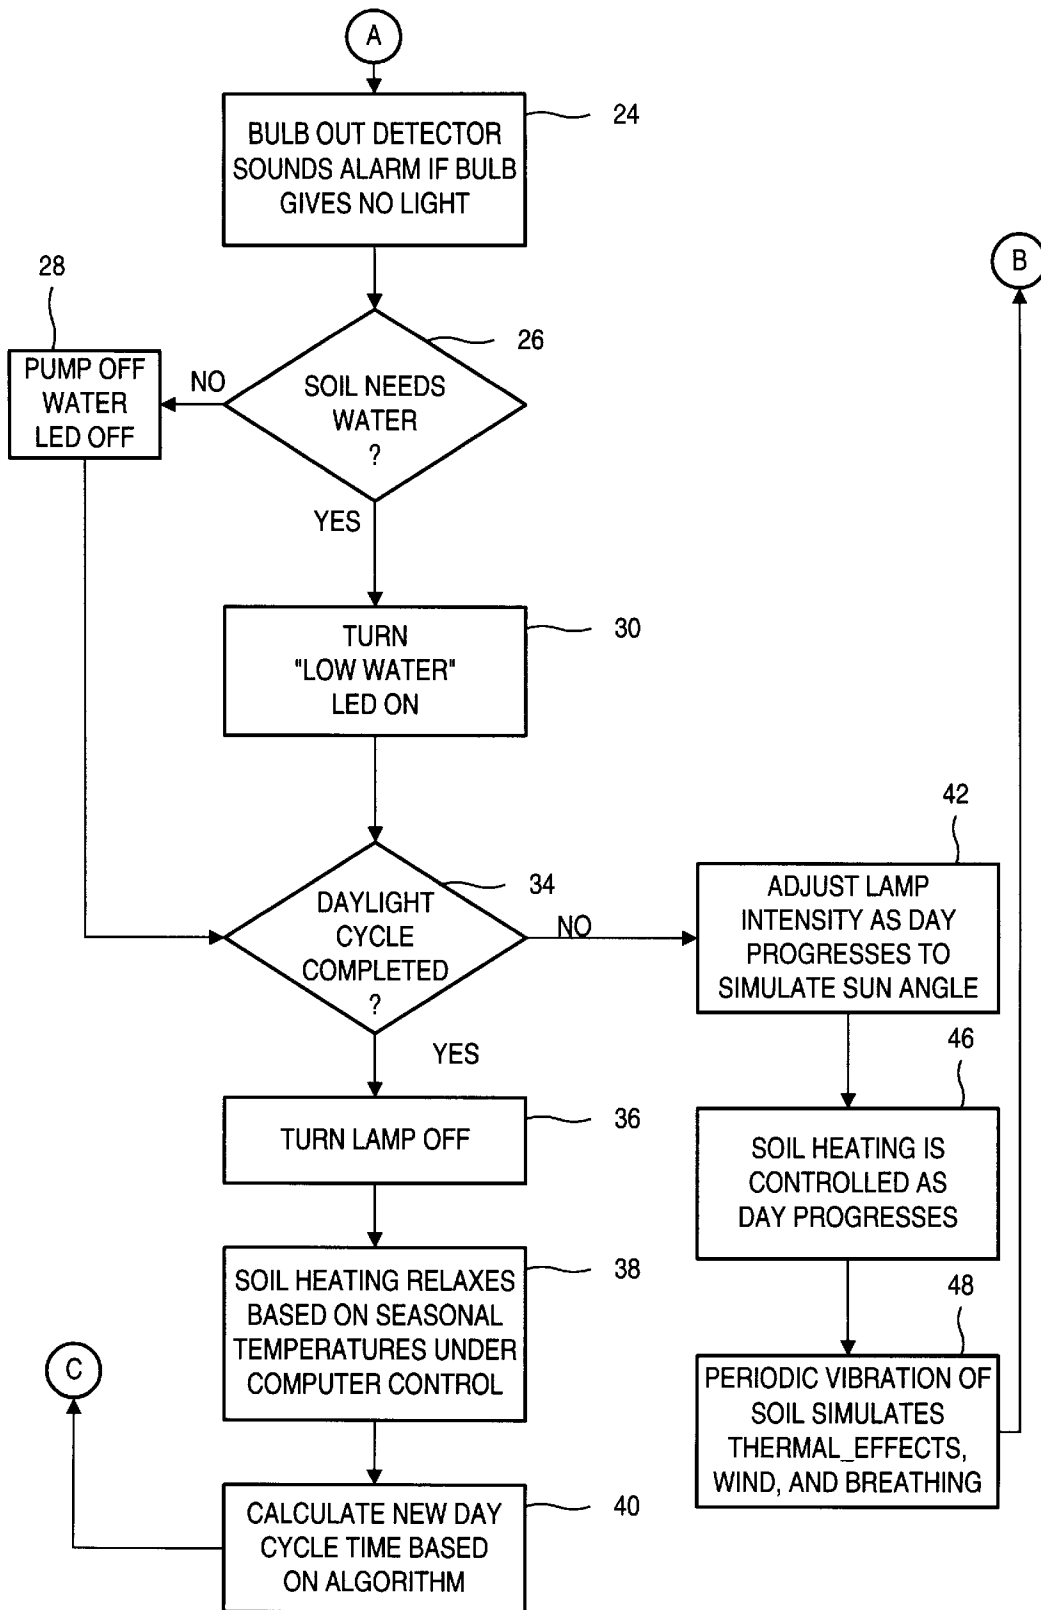 A
BULB OUT DETECTOR
SOUNDS ALARM IF BULB
GIVES NO LIGHT
24
B
28
26
PUMP OFF
WATER
LED OFF
NO
SOIL NEEDS
WATER
?
YES
TURN
"LOW WATER"
LED ON
30
42
34
DAYLIGHT
CYCLE
COMPLETED
?
NO
ADJUST LAMP
INTENSITY AS DAY
PROGRESSES TO
SIMULATE SUN ANGLE
YES
46
TURN LAMP OFF
36
SOIL HEATING IS
CONTROLLED AS
DAY PROGRESSES
SOIL HEATING RELAXES
BASED ON SEASONAL
TEMPERATURES UNDER
COMPUTER CONTROL
38
48
C
PERIODIC VIBRATION OF
SOIL SIMULATES
THERMAL_EFFECTS,
WIND, AND BREATHING
CALCULATE NEW DAY
CYCLE TIME BASED
ON ALGORITHM
40